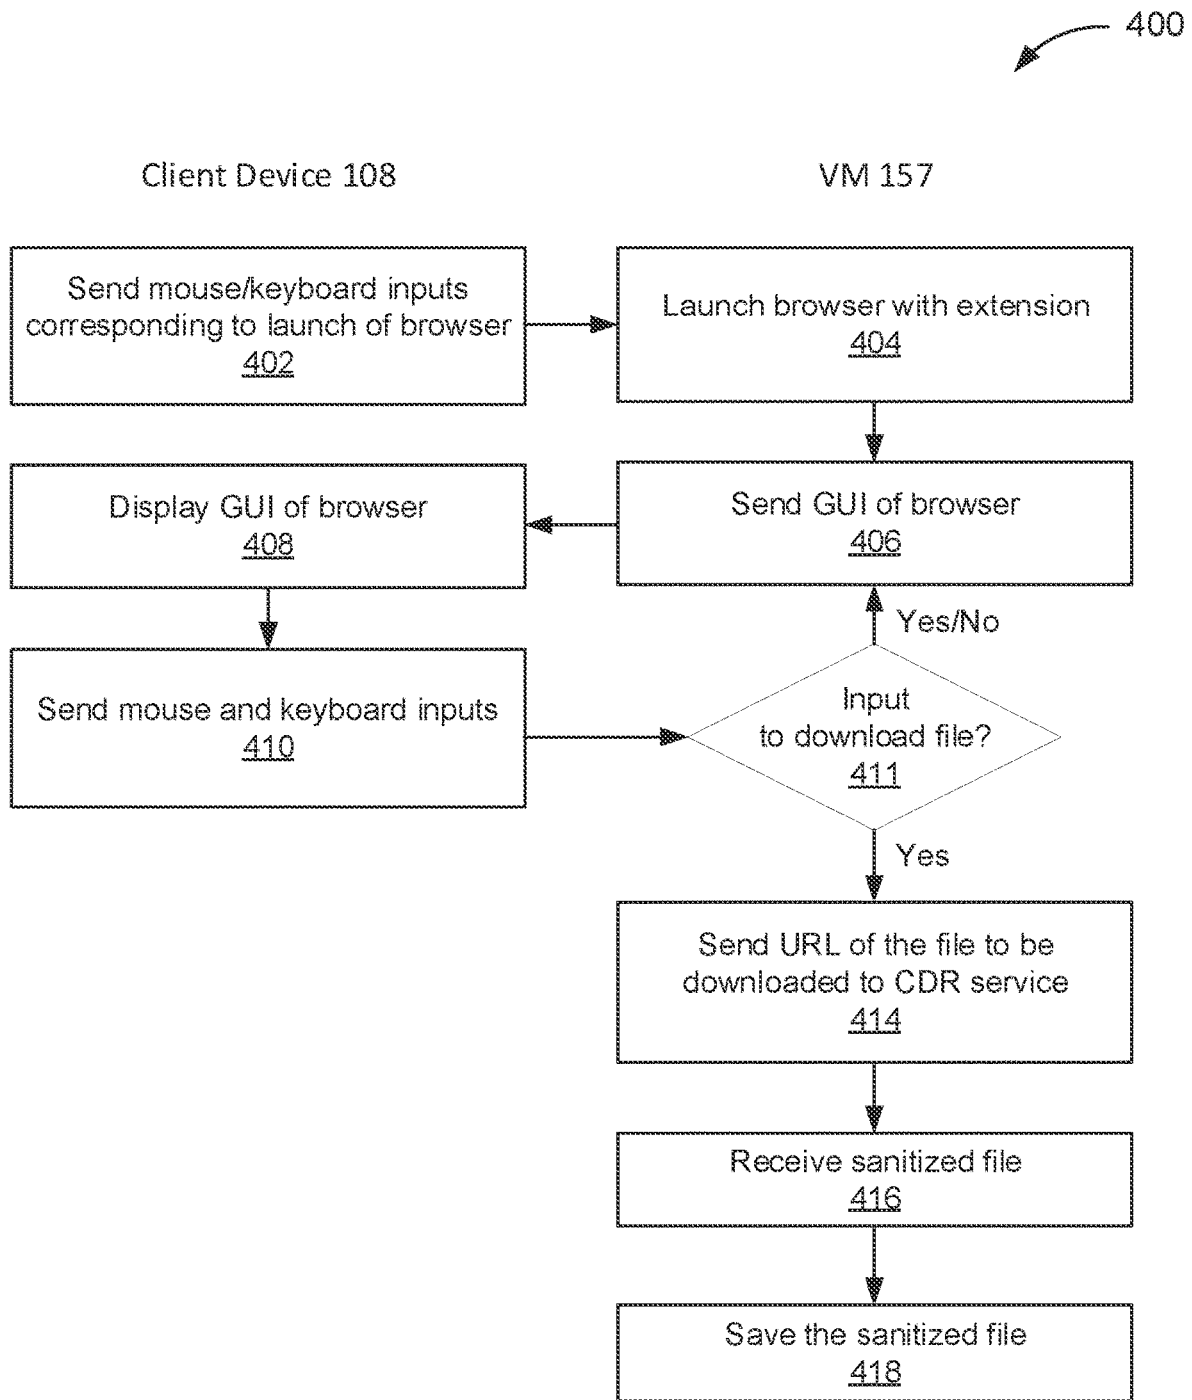 400
Client Device 108
VM 157
Send mouse/keyboard inputs
corresponding to launch of browser
402
Launch browser with extension
404
Send GUI of browser
406
Display GUI of browser
408
Send mouse and keyboard inputs
410
Yes/No
Input
to download file?
411
Yes
Send URL of the file to be
downloaded to CDR service
414
Receive sanitized file
416
Save the sanitized file
418